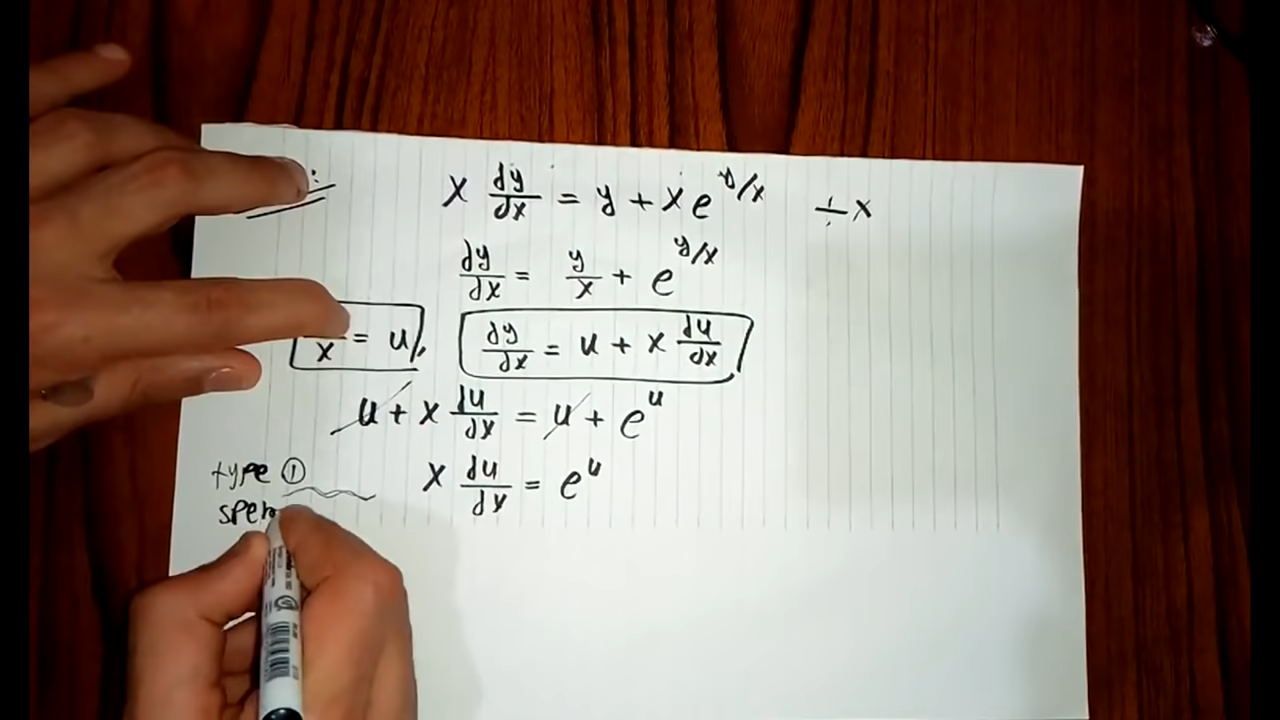 x dy/dx = y + x e^{y/x} ÷x
dy/dx = y/x + e^{y/x}
x = u, dy/dx = u + x du/dx
u + x du/dx = u + e^u
type ① x du/dx = e^u